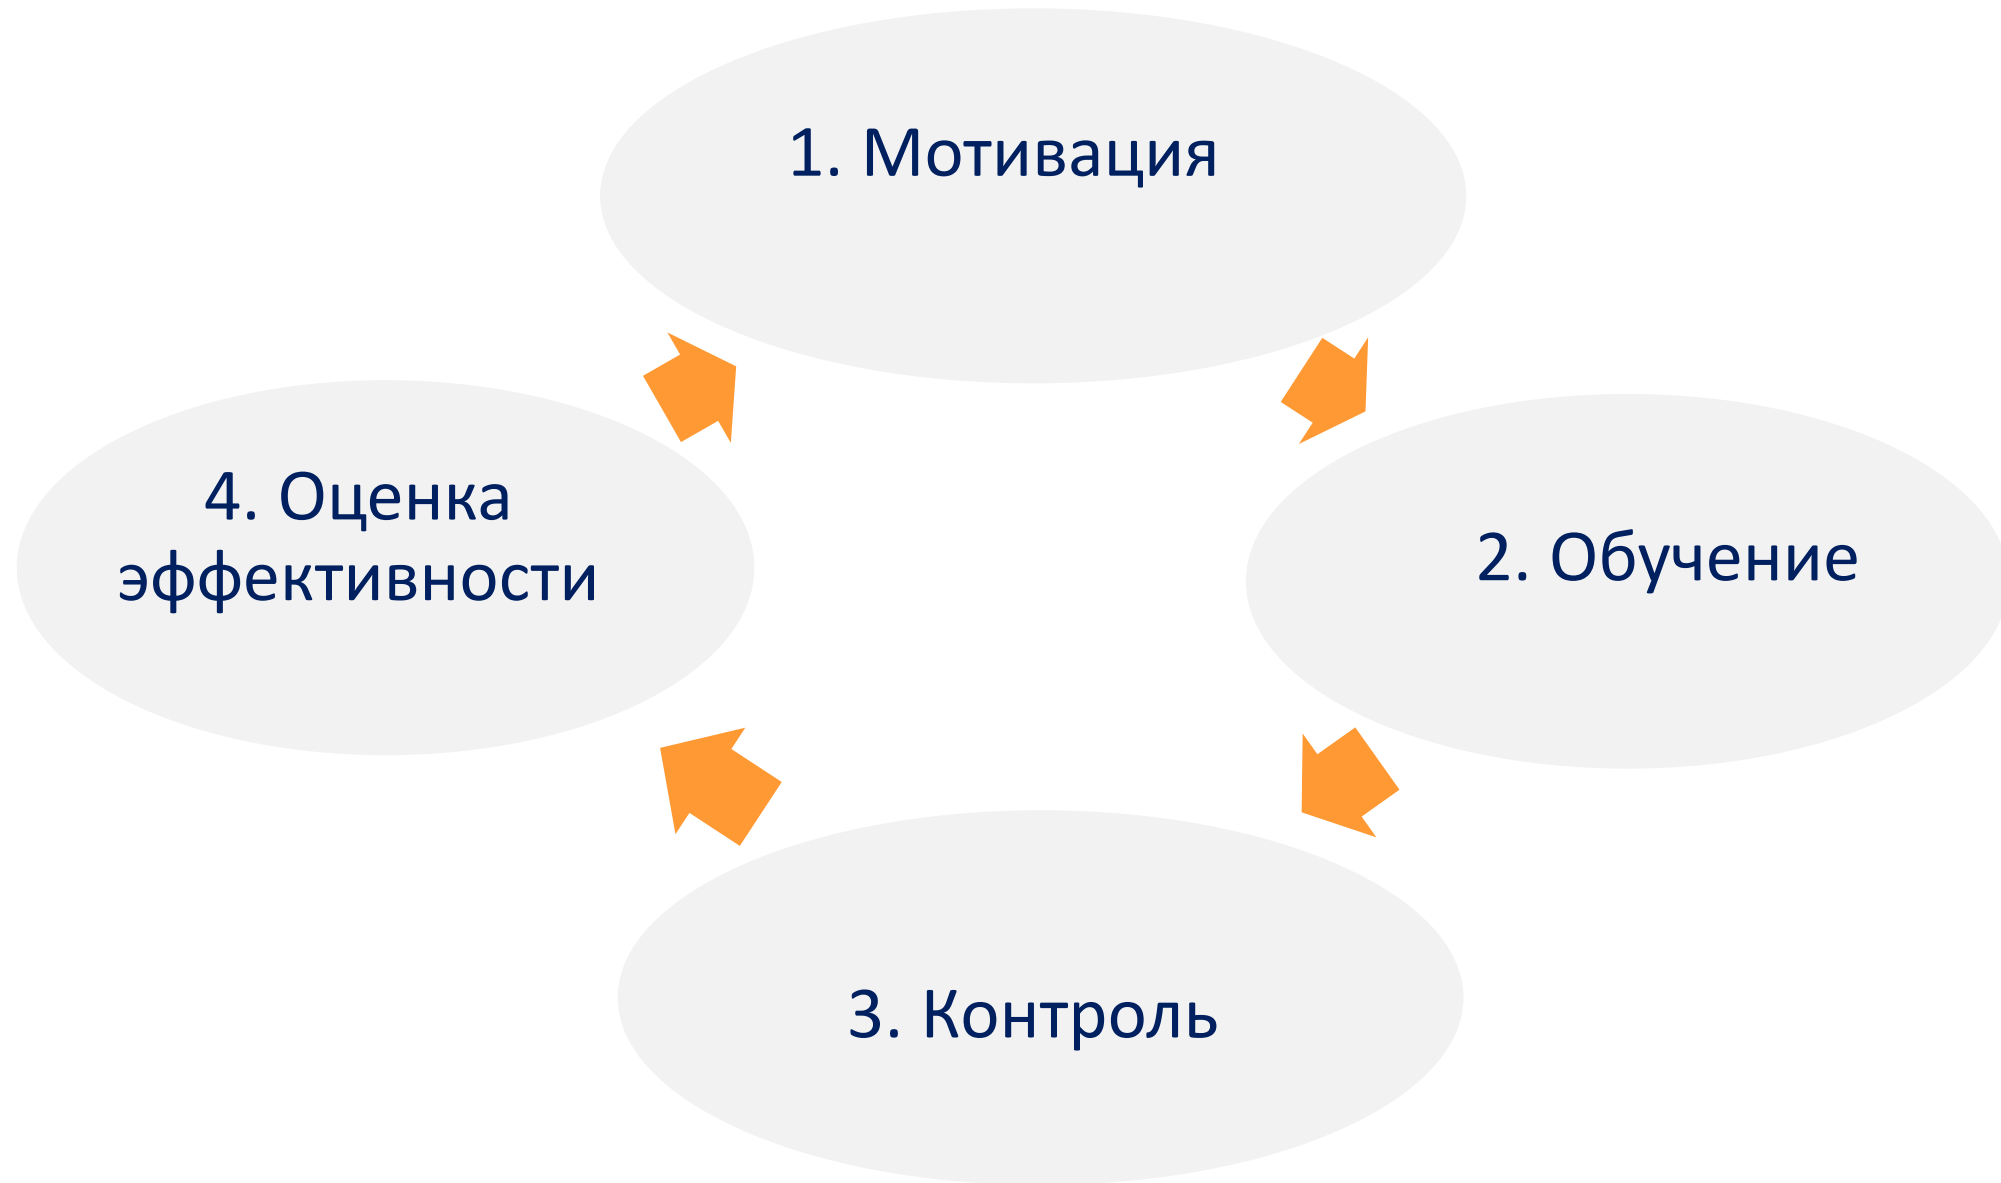 1. Мотивация
2. Обучение
3. Контроль
4. Оценка
эффективности